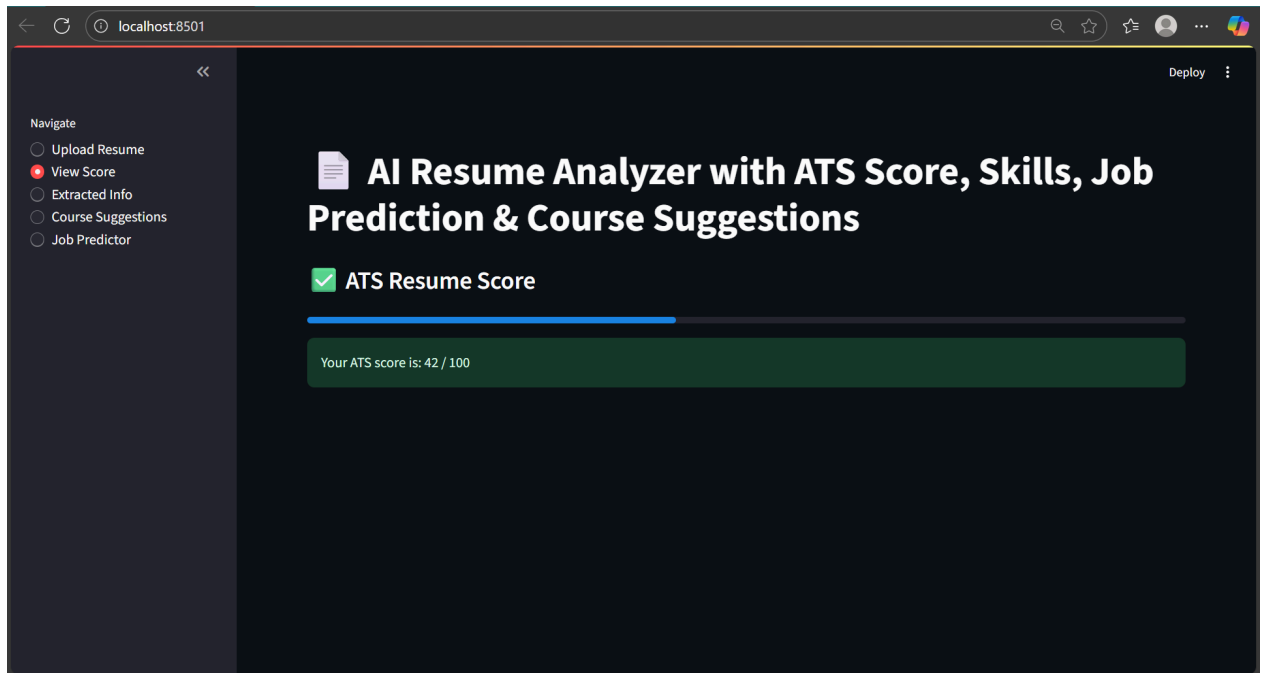 localhost:8501
Deploy
Navigate
Upload Resume
View Score
Extracted Info
Course Suggestions
Job Predictor
AI Resume Analyzer with ATS Score, Skills, Job
Prediction & Course Suggestions
ATS Resume Score
Your ATS score is: 42 / 100